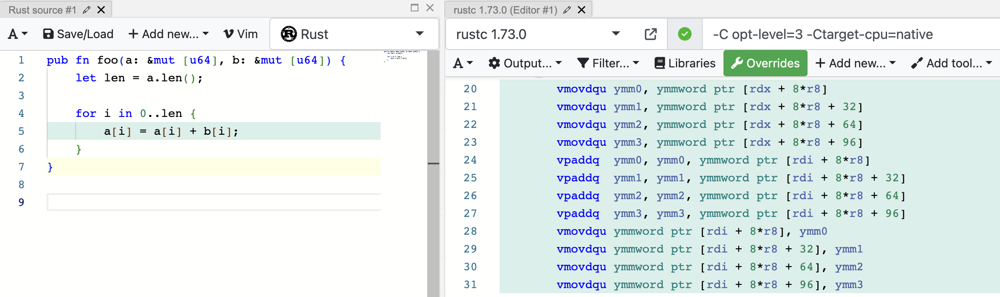 Rust source #1
A Save/Load + Add new... Vim Rust
1 pub fn foo(a: &mut [u64], b: &mut [u64]) {
2 let len = a.len();
3
4 for i in 0..len {
5 a[i] = a[i] + b[i];
6 }
7 }
8
9
rustc 1.73.0 (Editor #1)
rustc 1.73.0 -C opt-level=3 -Ctarget-cpu=native
A Output... Filter... Libraries Overrides + Add new... Add tool...
20 vmovdqu ymm0, ymmword ptr [rdx + 8*r8]
21 vmovdqu ymm1, ymmword ptr [rdx + 8*r8 + 32]
22 vmovdqu ymm2, ymmword ptr [rdx + 8*r8 + 64]
23 vmovdqu ymm3, ymmword ptr [rdx + 8*r8 + 96]
24 vpaddq ymm0, ymm0, ymmword ptr [rdi + 8*r8]
25 vpaddq ymm1, ymm1, ymmword ptr [rdi + 8*r8 + 32]
26 vpaddq ymm2, ymm2, ymmword ptr [rdi + 8*r8 + 64]
27 vpaddq ymm3, ymm3, ymmword ptr [rdi + 8*r8 + 96]
28 vmovdqu ymmword ptr [rdi + 8*r8], ymm0
29 vmovdqu ymmword ptr [rdi + 8*r8 + 32], ymm1
30 vmovdqu ymmword ptr [rdi + 8*r8 + 64], ymm2
31 vmovdqu ymmword ptr [rdi + 8*r8 + 96], ymm3